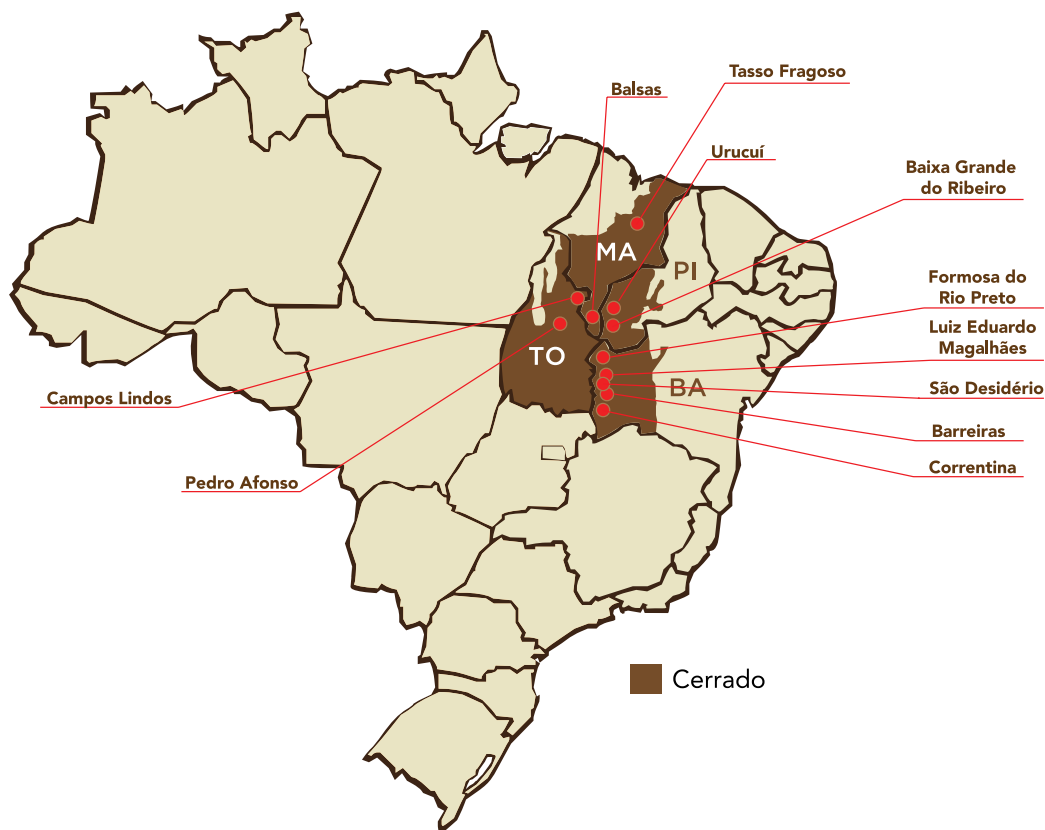 Tasso Fragoso
Balsas
Urucuí
Baixa Grande
do Ribeiro
MA
PI
Formosa do
Rio Preto
Luiz Eduardo
Magalhães
TO
BA
São Desidério
Campos Lindos
Barreiras
Correntina
Pedro Afonso
Cerrado